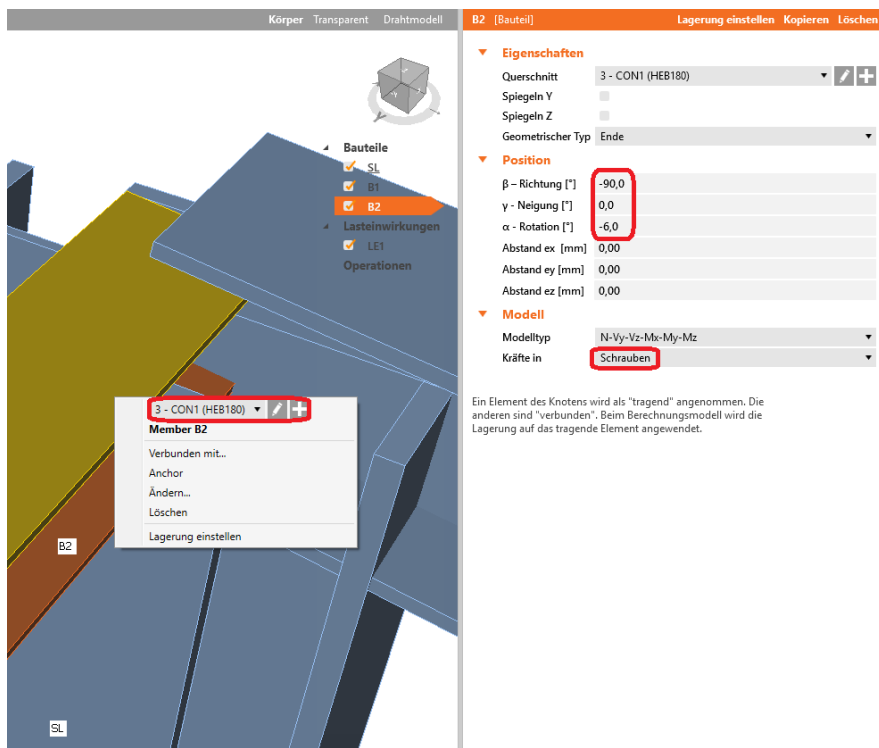 Körper Transparent Drahtmodell
Bauteile
SL
B1
B2
Lasteinwirkungen
LE1
Operationen
3 - CON1 (HEB180)
Member B2
Verbunden mit...
Anchor
Ändern...
Löschen
Lagerung einstellen
B2
SL
B2 [Bauteil] Lagerung einstellen Kopieren Löschen
Eigenschaften
Querschnitt 3 - CON1 (HEB180)
Spiegeln Y
Spiegeln Z
Geometrischer Typ Ende
Position
β – Richtung [°] -90,0
γ - Neigung [°] 0,0
α - Rotation [°] -6,0
Abstand ex [mm] 0,00
Abstand ey [mm] 0,00
Abstand ez [mm] 0,00
Modell
Modelltyp N-Vy-Vz-Mx-My-Mz
Kräfte in Schrauben
Ein Element des Knotens wird als "tragend" angenommen. Die
anderen sind "verbunden". Beim Berechnungsmodell wird die
Lagerung auf das tragende Element angewendet.